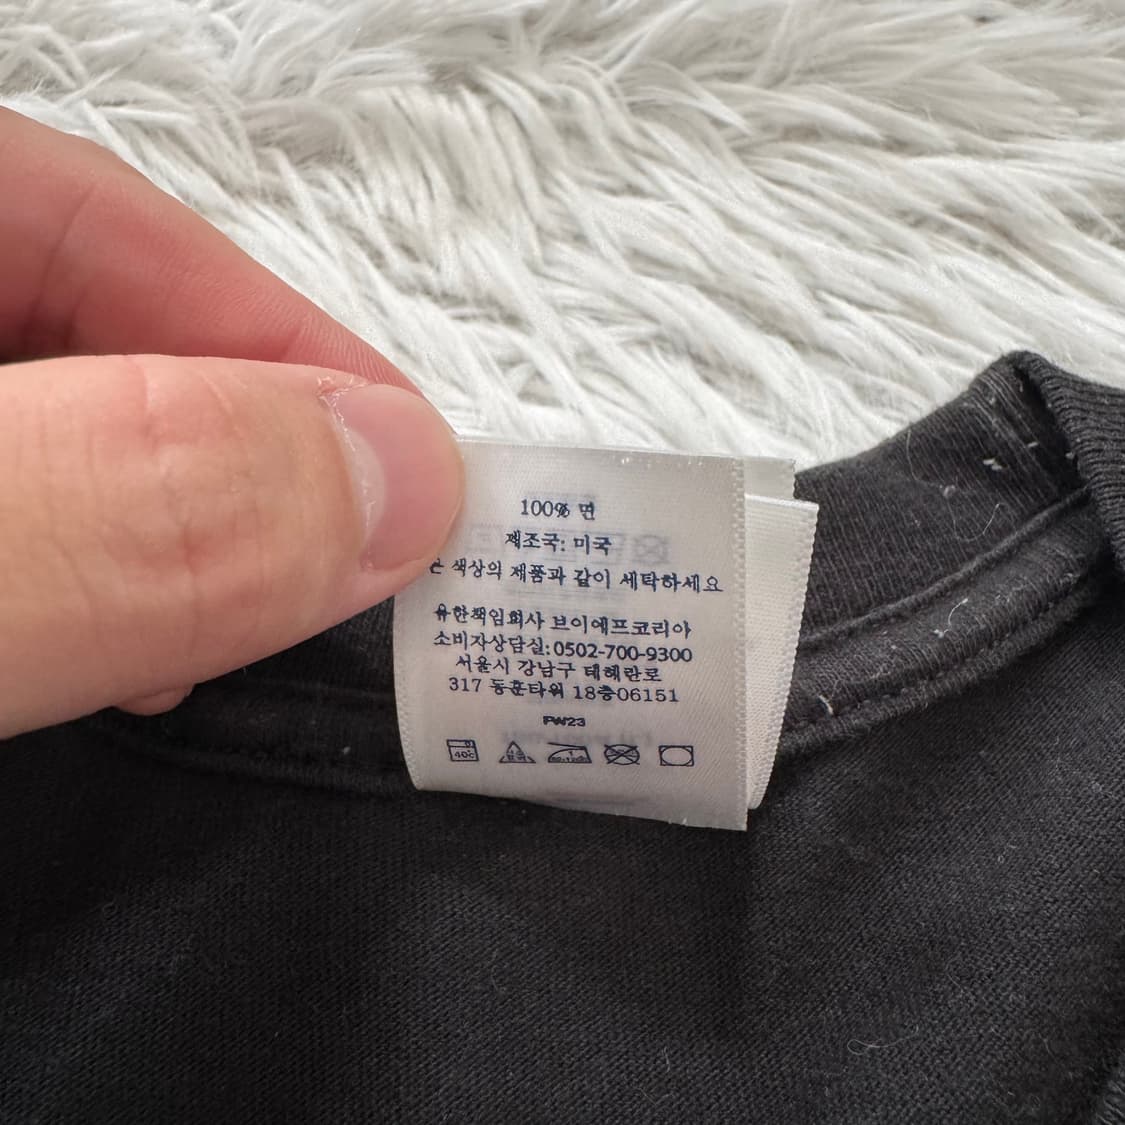 100% 면
제조국: 미국
색상의 제품과 같이 세탁하세요
유한책임회사 브이에프코리아
소비자상담실: 0502-700-9300
서울시 강남구 테헤란로
317 동훈타워 18층06151
PW23
40℃